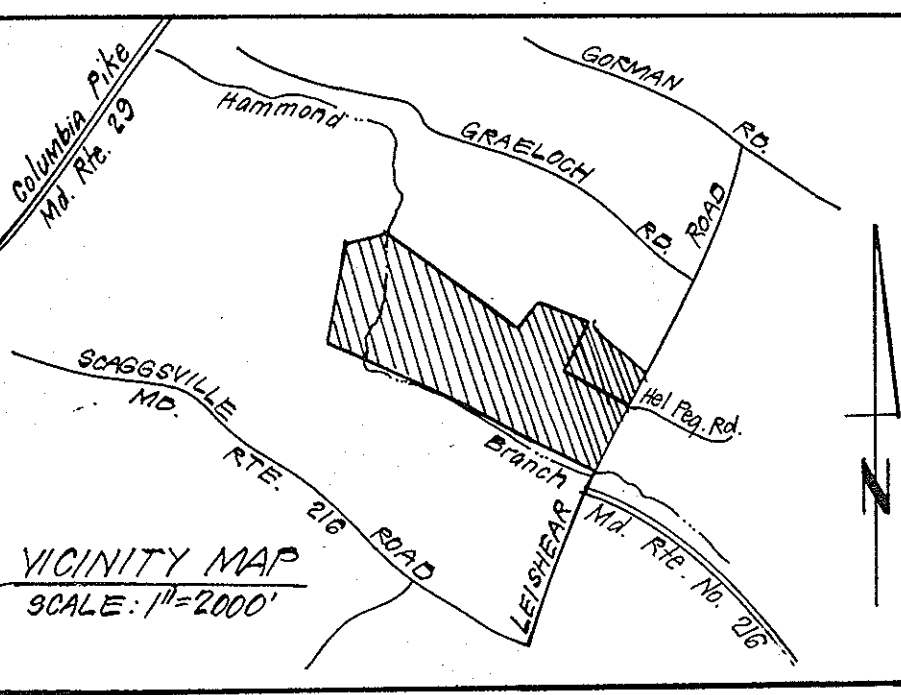 Columbia Pike
Md. Rte. 29
Hammond
GORMAN RD.
GRAELOCH RD.
LEISHEAR ROAD
Hel Peg. Rd.
Branch
SCAGGSVILLE ROAD
MD. RTE. 216
Md. Rte. No. 216
N
VICINITY MAP
SCALE: 1"=2000'